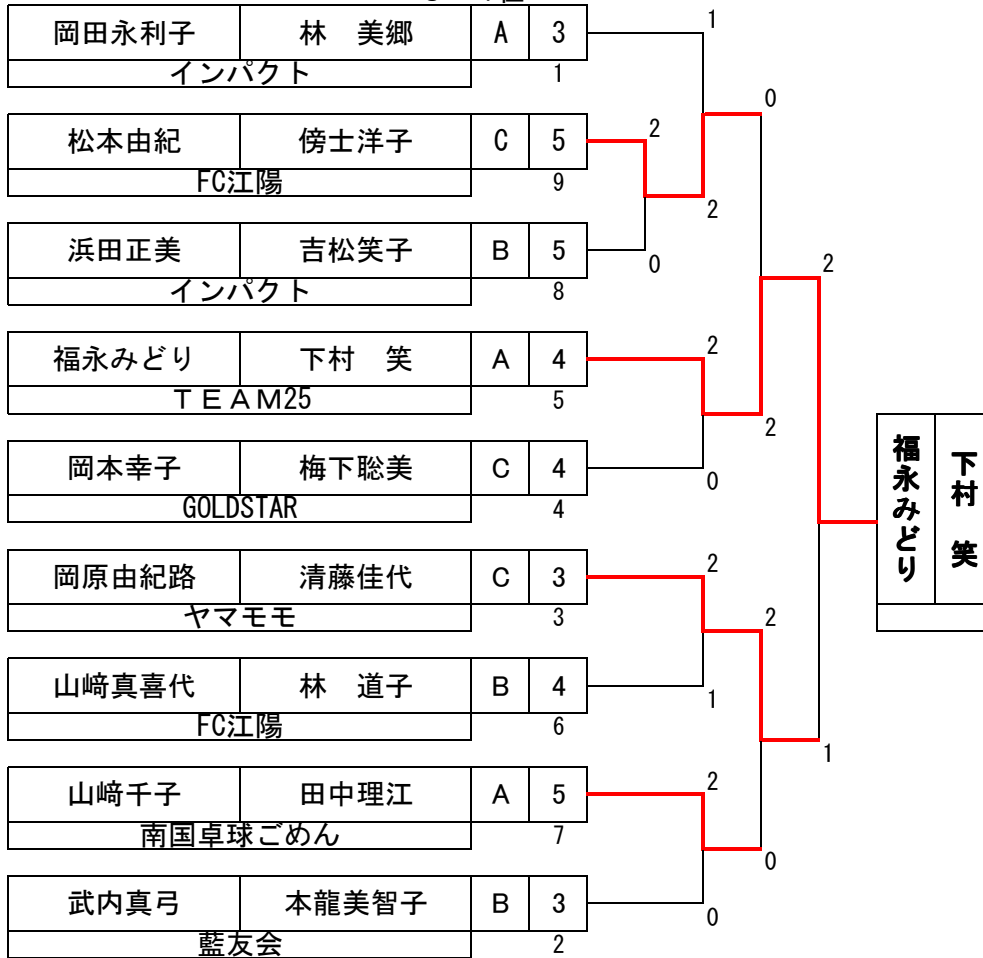 岡田永利子 林 美郷 A 3
インパクト 1
松本由紀 傍士洋子 C 5
FC江陽 9
浜田正美 吉松笑子 B 5
インパクト 8
福永みどり 下村 笑 A 4
ＴＥＡＭ25 5
岡本幸子 梅下聡美 C 4
GOLDSTAR 4
岡原由紀路 清藤佳代 C 3
ヤマモモ 3
山﨑真喜代 林 道子 B 4
FC江陽 6
山﨑千子 田中理江 A 5
南国卓球ごめん 7
武内真弓 本龍美智子 B 3
藍友会 2
1
0
2
2
0
2
2
2
0
2
2
1
1
2
0
0
福永みどり
下村 笑